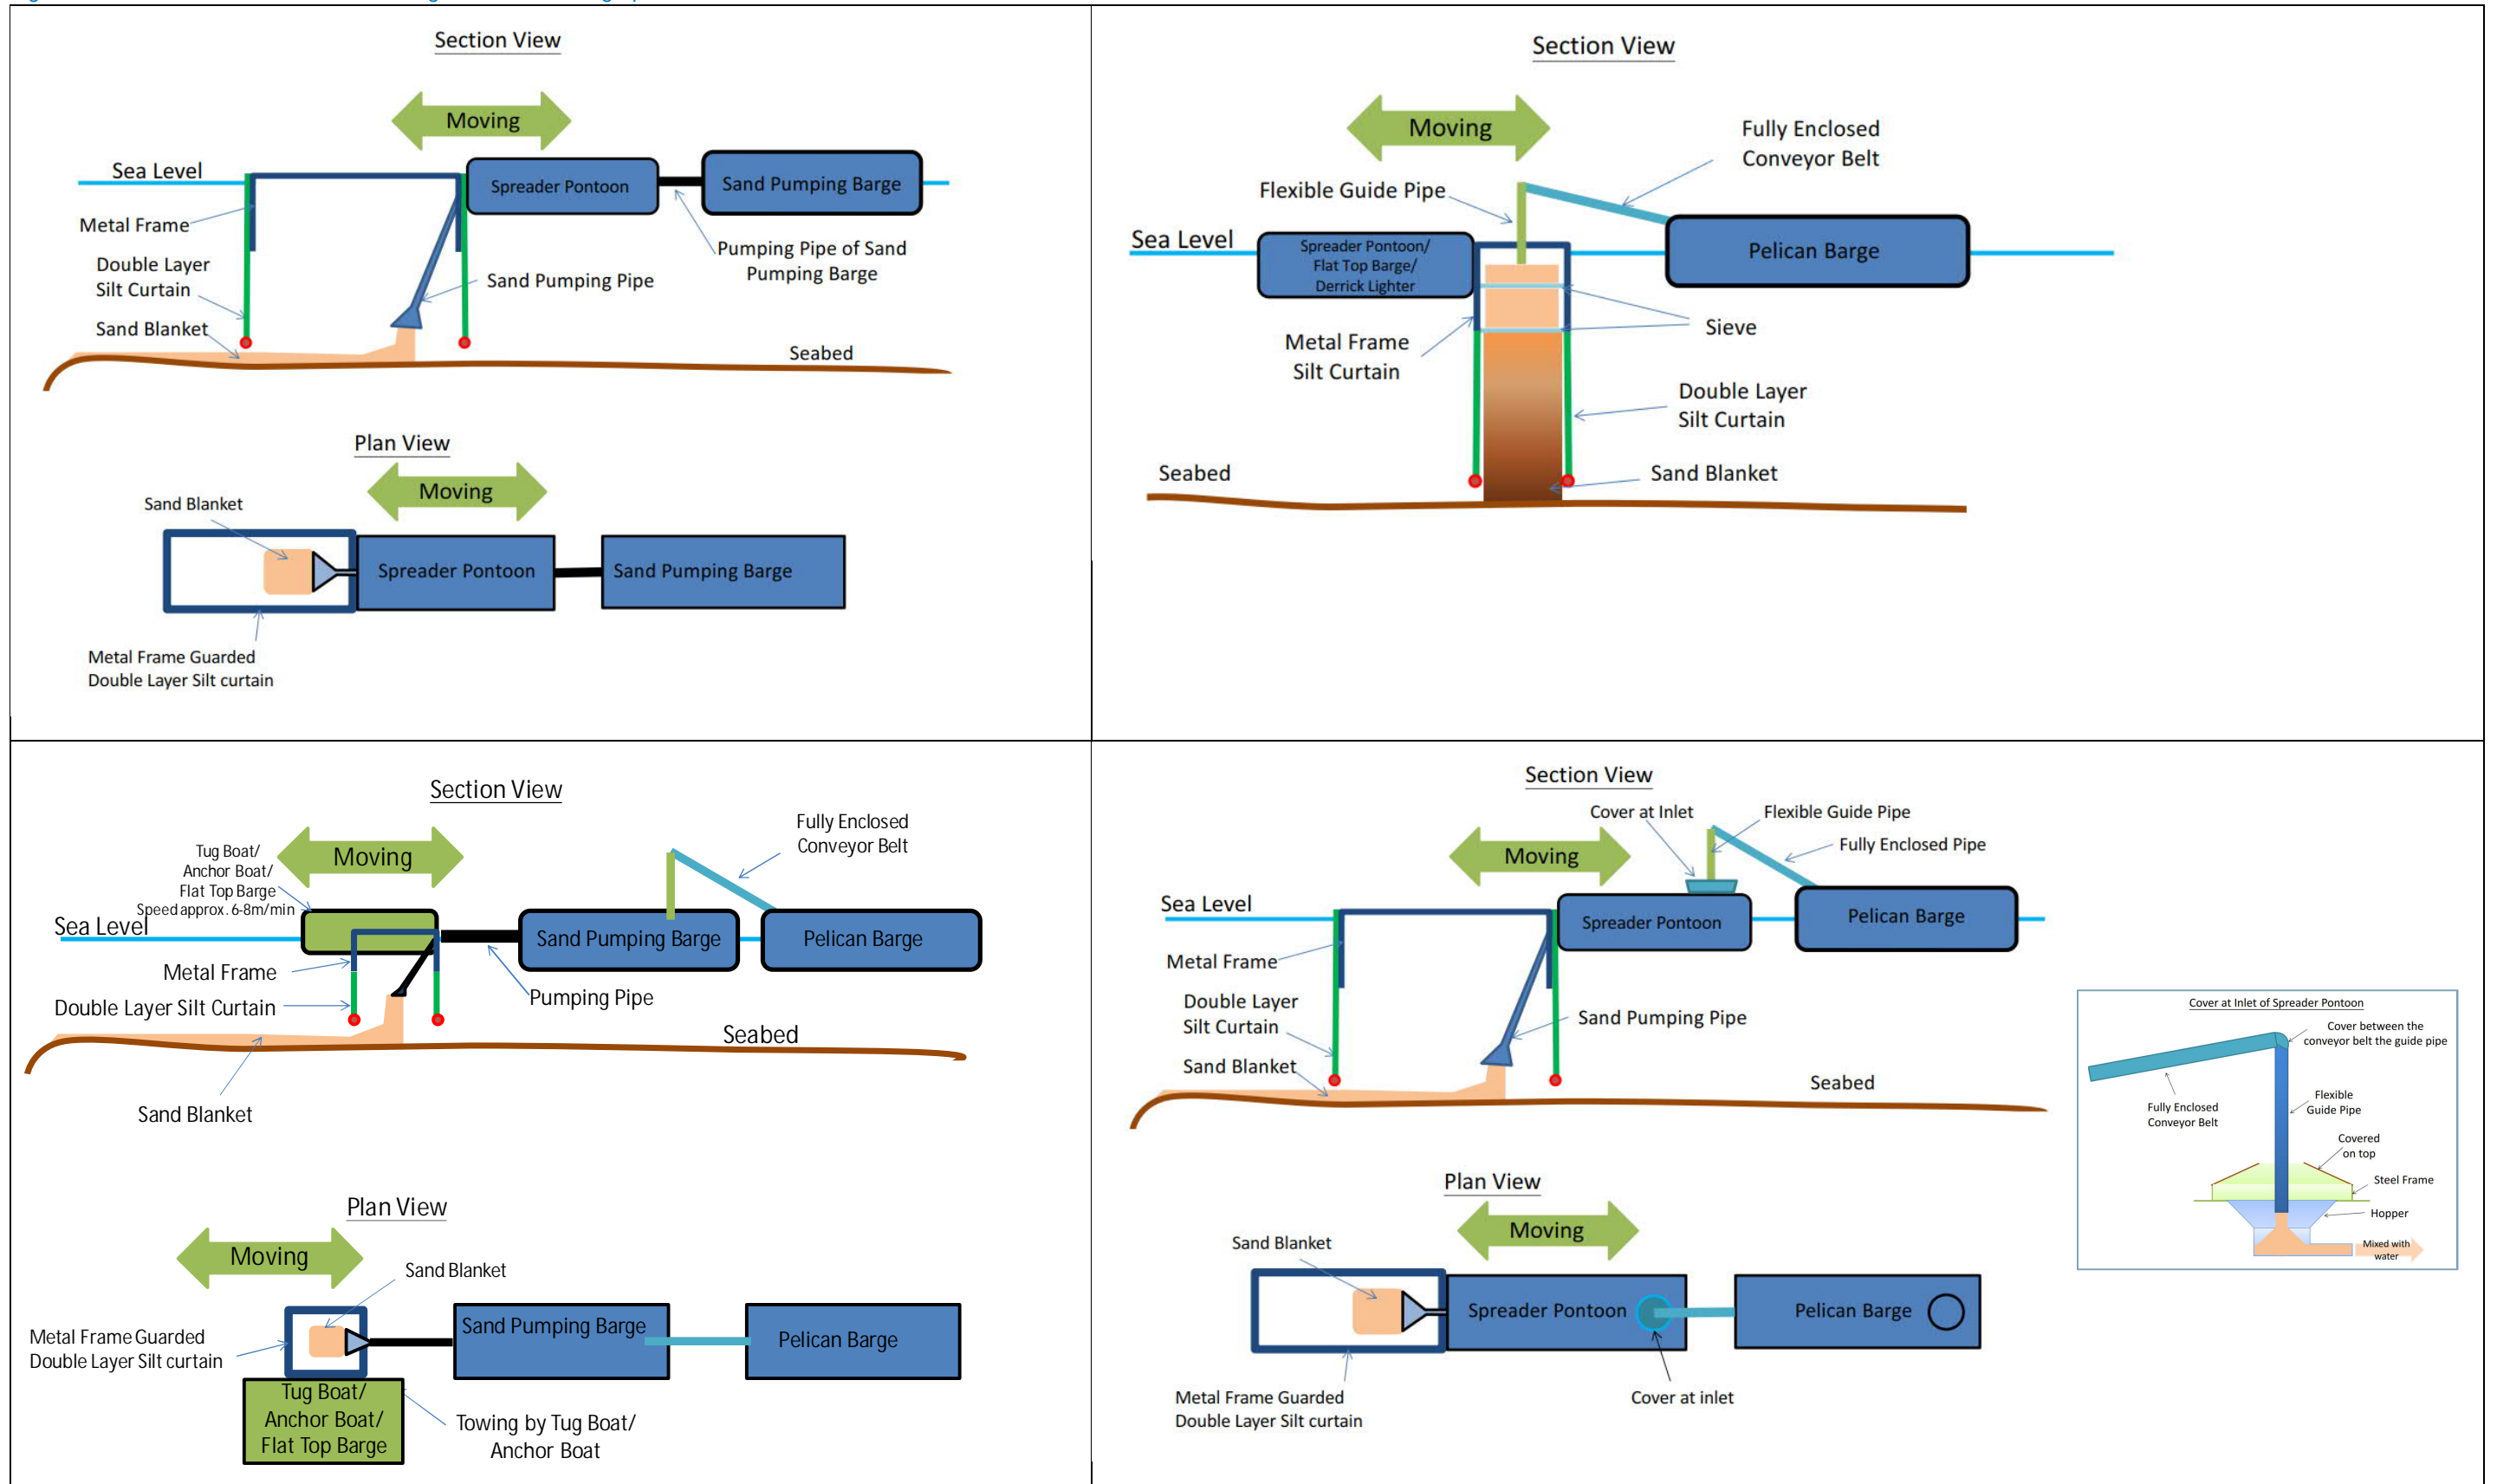 Section View
Moving
Sea Level
Spreader Pontoon
Sand Pumping Barge
Metal Frame
Pumping Pipe of Sand
Pumping Barge
Double Layer
Silt Curtain
Sand Pumping Pipe
Sand Blanket
Seabed
Plan View
Moving
Sand Blanket
Spreader Pontoon
Sand Pumping Barge
Metal Frame Guarded
Double Layer Silt curtain
Section View
Moving
Fully Enclosed
Conveyor Belt
Flexible Guide Pipe
Sea Level
Spreader Pontoon/
Flat Top Barge/
Derrick Lighter
Pelican Barge
Sieve
Metal Frame
Silt Curtain
Double Layer
Silt Curtain
Seabed
Sand Blanket
Section View
Fully Enclosed
Conveyor Belt
Moving
Tug Boat/
Anchor Boat/
Flat Top Barge
Speed approx. 6-8m/min
Sea Level
Sand Pumping Barge
Pelican Barge
Metal Frame
Pumping Pipe
Double Layer Silt Curtain
Seabed
Sand Blanket
Plan View
Moving
Sand Blanket
Metal Frame Guarded
Double Layer Silt curtain
Sand Pumping Barge
Pelican Barge
Tug Boat/
Anchor Boat/
Flat Top Barge
Towing by Tug Boat/
Anchor Boat
Section View
Cover at Inlet
Flexible Guide Pipe
Fully Enclosed Pipe
Moving
Sea Level
Spreader Pontoon
Pelican Barge
Metal Frame
Double Layer
Silt Curtain
Sand Pumping Pipe
Sand Blanket
Seabed
Cover at Inlet of Spreader Pontoon
Cover between the
conveyor belt the guide pipe
Fully Enclosed
Conveyor Belt
Flexible
Guide Pipe
Covered
on top
Steel Frame
Hopper
Mixed with
water
Plan View
Moving
Sand Blanket
Spreader Pontoon
Pelican Barge
Metal Frame Guarded
Double Layer Silt curtain
Cover at inlet